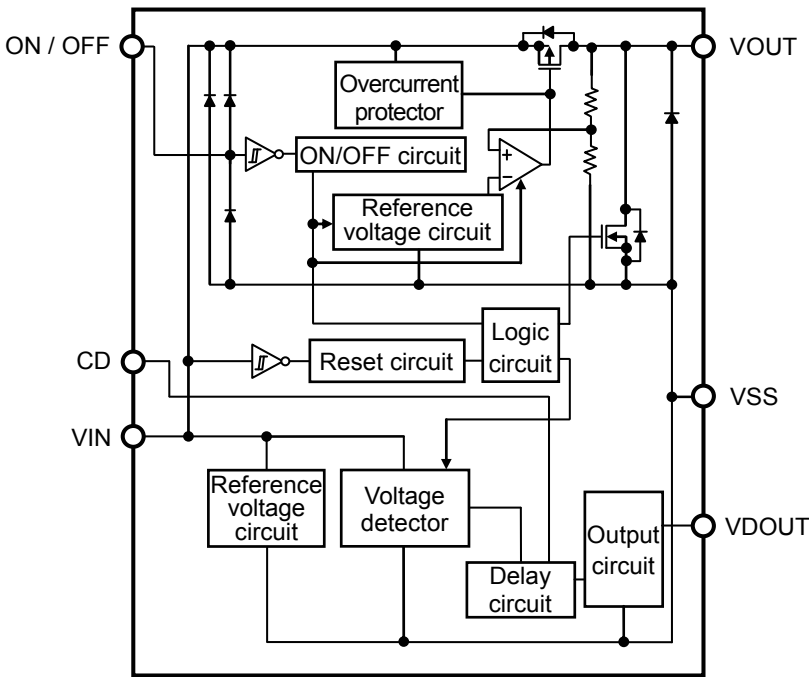 ON / OFF
VOUT
Overcurrent
protector
ON/OFF circuit
+
−
Reference
voltage circuit
Logic
circuit
CD
Reset circuit
VSS
VIN
Reference
voltage
circuit
Voltage
detector
Output
circuit
VDOUT
Delay
circuit